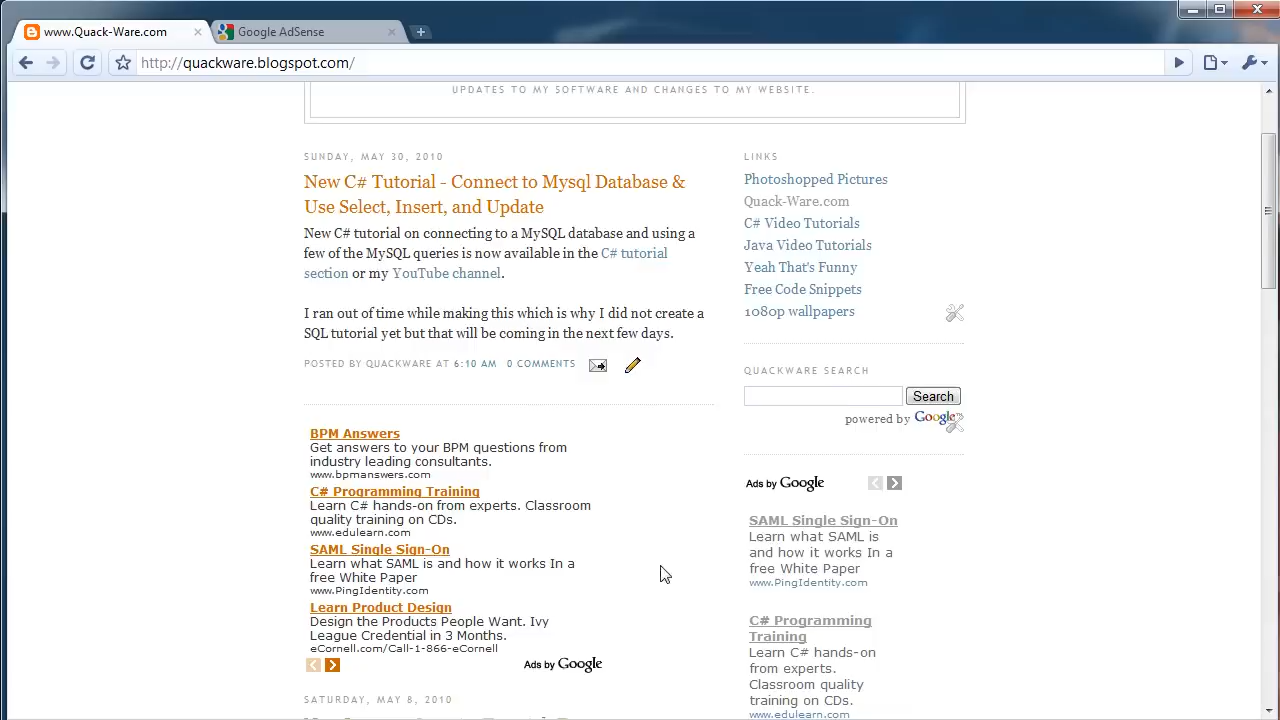 www.Quack-Ware.com
Google AdSense
http://quackware.blogspot.com/
UPDATES TO MY SOFTWARE AND CHANGES TO MY WEBSITE.
SUNDAY, MAY 30, 2010
New C# Tutorial - Connect to Mysql Database &
Use Select, Insert, and Update
New C# tutorial on connecting to a MySQL database and using a
few of the MySQL queries is now available in the C# tutorial
section or my YouTube channel.
I ran out of time while making this which is why I did not create a
SQL tutorial yet but that will be coming in the next few days.
POSTED BY QUACKWARE AT 6:10 AM 0 COMMENTS
BPM Answers
Get answers to your BPM questions from
industry leading consultants.
www.bpmanswers.com
C# Programming Training
Learn C# hands-on from experts. Classroom
quality training on CDs.
www.edulearn.com
SAML Single Sign-On
Learn what SAML is and how it works In a
free White Paper
www.PingIdentity.com
Learn Product Design
Design the Products People Want. Ivy
League Credential in 3 Months.
eCornell.com/Call-1-866-eCornell
Ads by Google
SATURDAY, MAY 8, 2010
LINKS
Photoshopped Pictures
Quack-Ware.com
C# Video Tutorials
Java Video Tutorials
Yeah That's Funny
Free Code Snippets
1080p wallpapers
QUACKWARE SEARCH
Search
powered by Google™
Ads by Google
SAML Single Sign-On
Learn what SAML is
and how it works In a
free White Paper
www.PingIdentity.com
C# Programming
Training
Learn C# hands-on
from experts.
Classroom quality
training on CDs.
www.edulearn.com